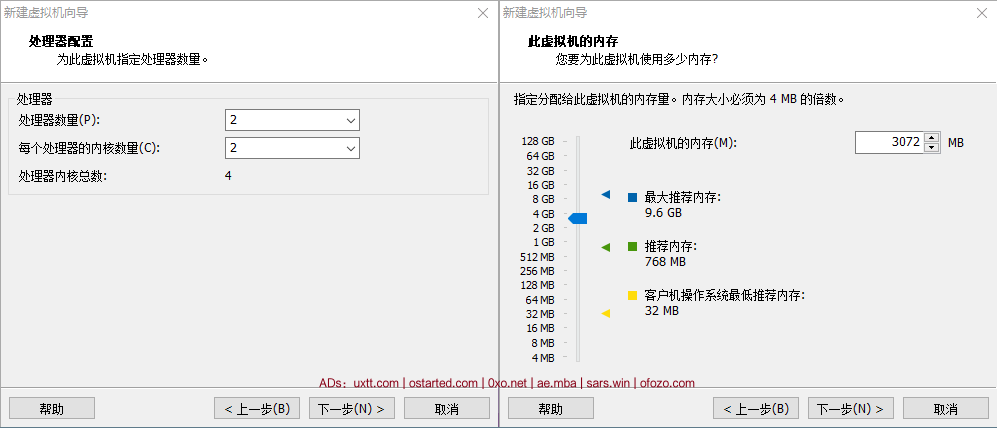 新建虚拟机向导
处理器配置
为此虚拟机指定处理器数量。
处理器
处理器数量(P):
2
每个处理器的内核数量(C):
2
处理器内核总数:
4
帮助
< 上一步(B)
下一步(N) >
取消
新建虚拟机向导
此虚拟机的内存
您要为此虚拟机使用多少内存?
指定分配给此虚拟机的内存量。内存大小必须为 4 MB 的倍数。
128 GB
64 GB
32 GB
16 GB
8 GB
4 GB
2 GB
1 GB
512 MB
256 MB
128 MB
64 MB
32 MB
16 MB
8 MB
4 MB
此虚拟机的内存(M):
3072
MB
最大推荐内存:
9.6 GB
推荐内存:
768 MB
客户机操作系统最低推荐内存:
32 MB
ADs：uxtt.com | ostarted.com | 0xo.net | ae.mba | sars.win | ofozo.com
帮助
< 上一步(B)
下一步(N) >
取消